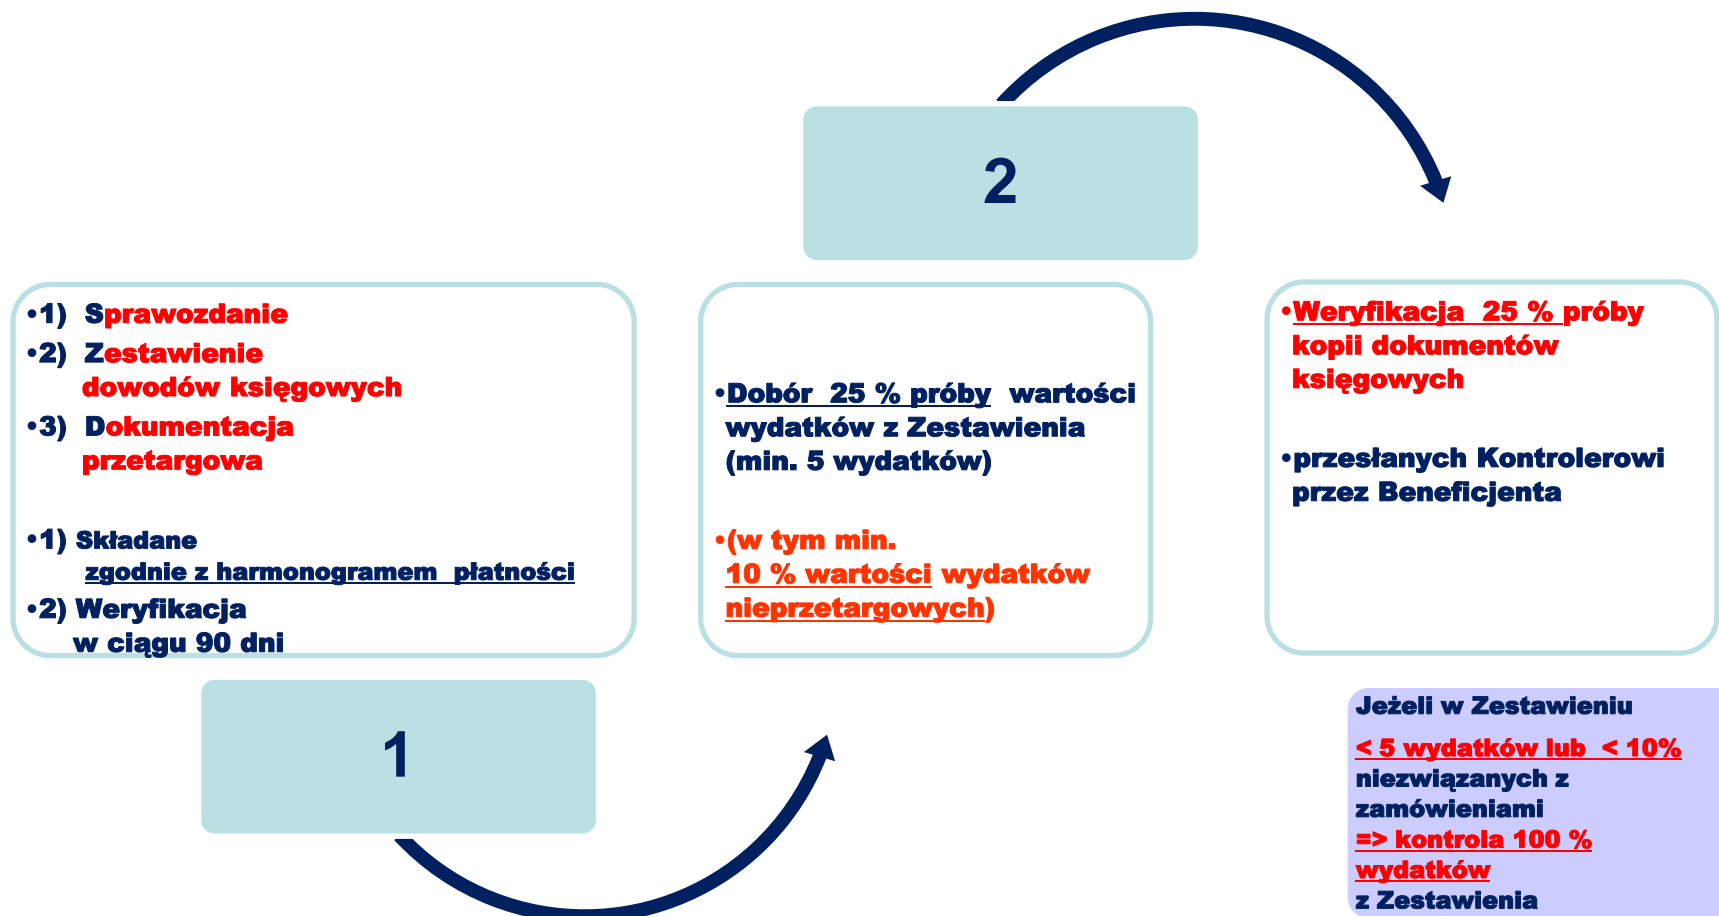 2
•1) Sprawozdanie
•2) Zestawienie
dowodów księgowych
•3) Dokumentacja
przetargowa
•1) Składane
zgodnie z harmonogramem płatności
•2) Weryfikacja
w ciągu 90 dni
1
•Dobór 25 % próby wartości
wydatków z Zestawienia
(min. 5 wydatków)
•(w tym min.
10 % wartości wydatków
nieprzetargowych)
•Weryfikacja 25 % próby
kopii dokumentów
księgowych
•przesłanych Kontrolerowi
przez Beneficjenta
Jeżeli w Zestawieniu
< 5 wydatków lub < 10%
niezwiązanych z
zamówieniami
=> kontrola 100 %
wydatków
z Zestawienia